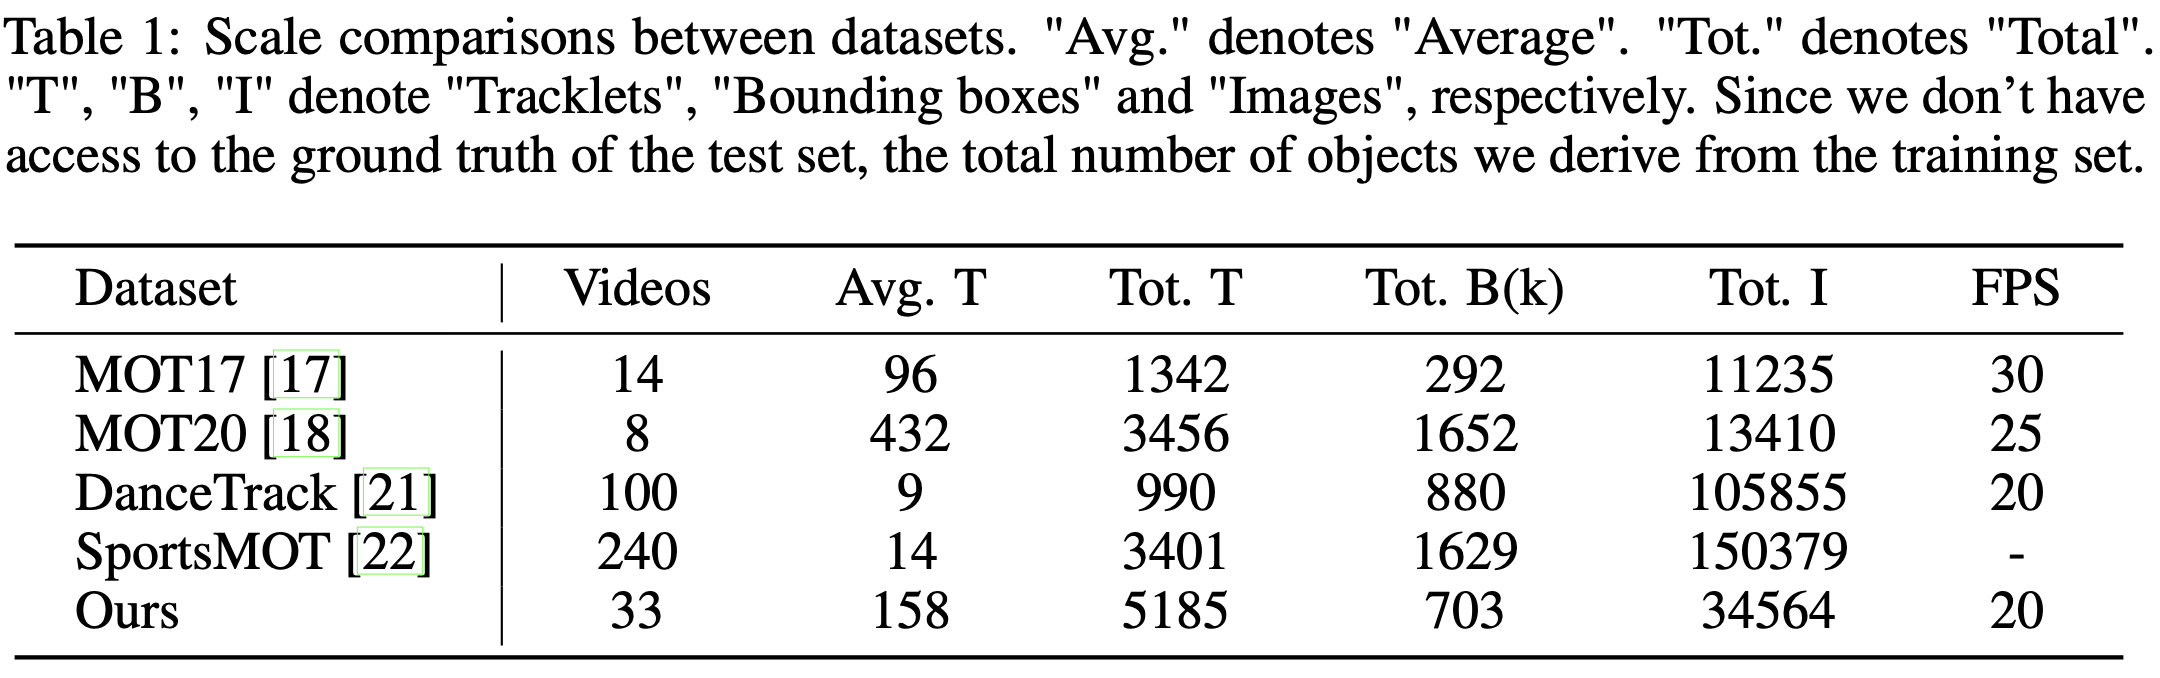 Table 1: Scale comparisons between datasets. "Avg." denotes "Average". "Tot." denotes "Total".
"T", "B", "I" denote "Tracklets", "Bounding boxes" and "Images", respectively. Since we don’t have
access to the ground truth of the test set, the total number of objects we derive from the training set.
Dataset Videos Avg. T Tot. T Tot. B(k) Tot. I FPS
MOT17 [17] 14 96 1342 292 11235 30
MOT20 [18] 8 432 3456 1652 13410 25
DanceTrack [21] 100 9 990 880 105855 20
SportsMOT [22] 240 14 3401 1629 150379 -
Ours 33 158 5185 703 34564 20